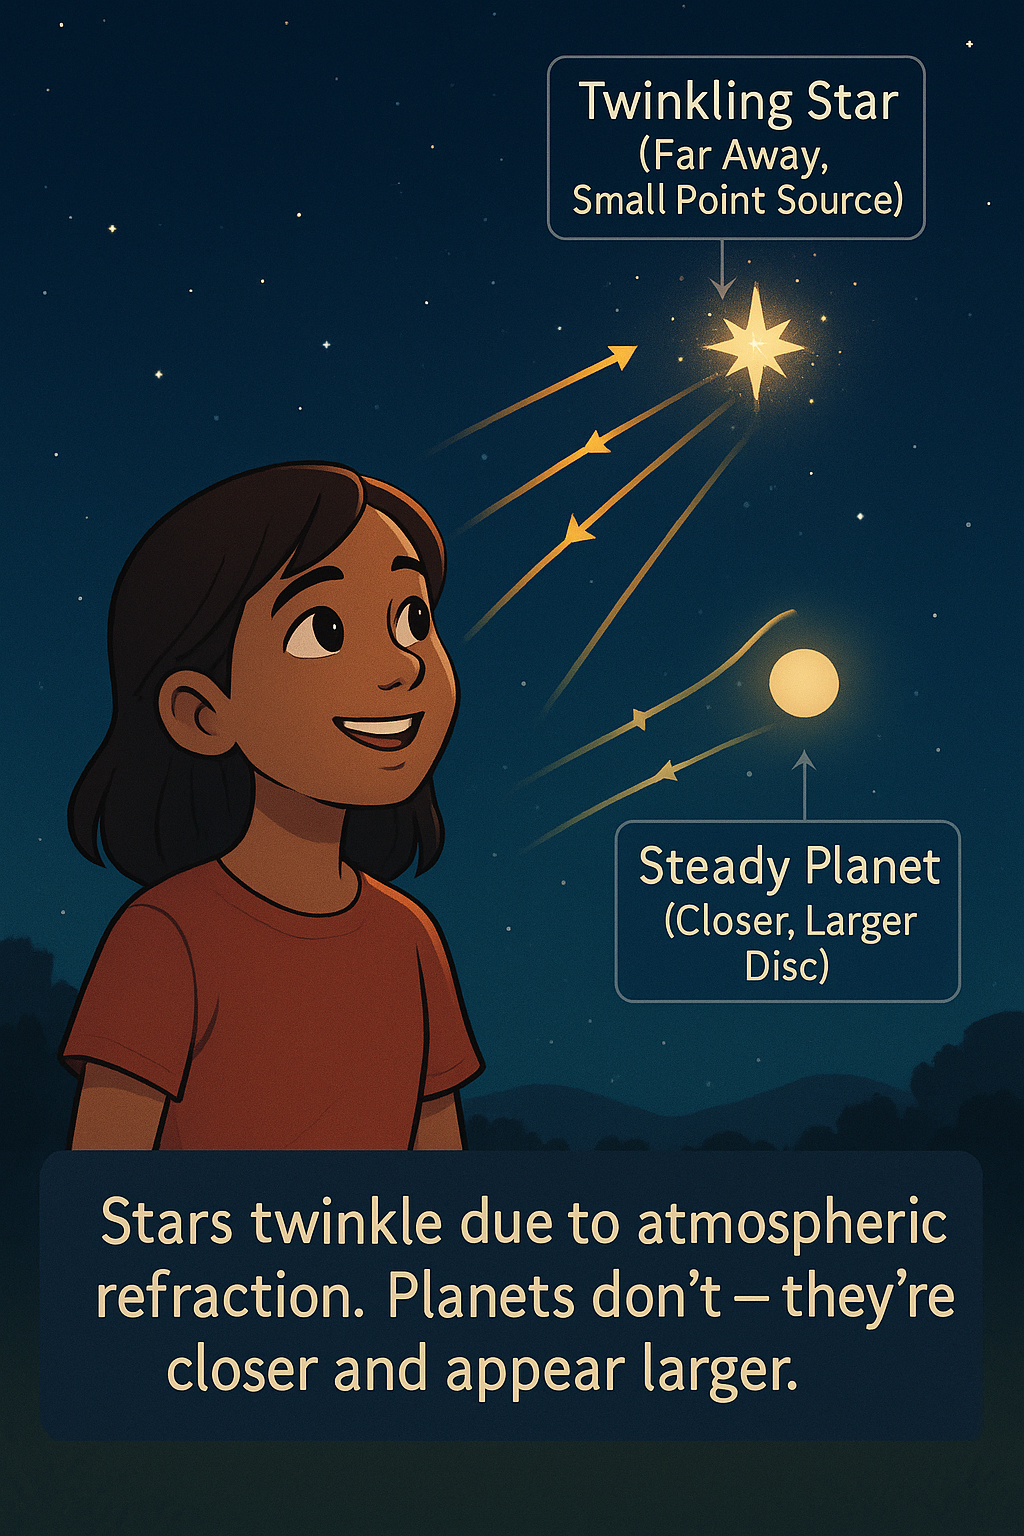 Twinkling Star
(Far Away,
Small Point Source)
Steady Planet
(Closer, Larger
Disc)
Stars twinkle due to atmospheric
refraction. Planets don’t – they’re
closer and appear larger.